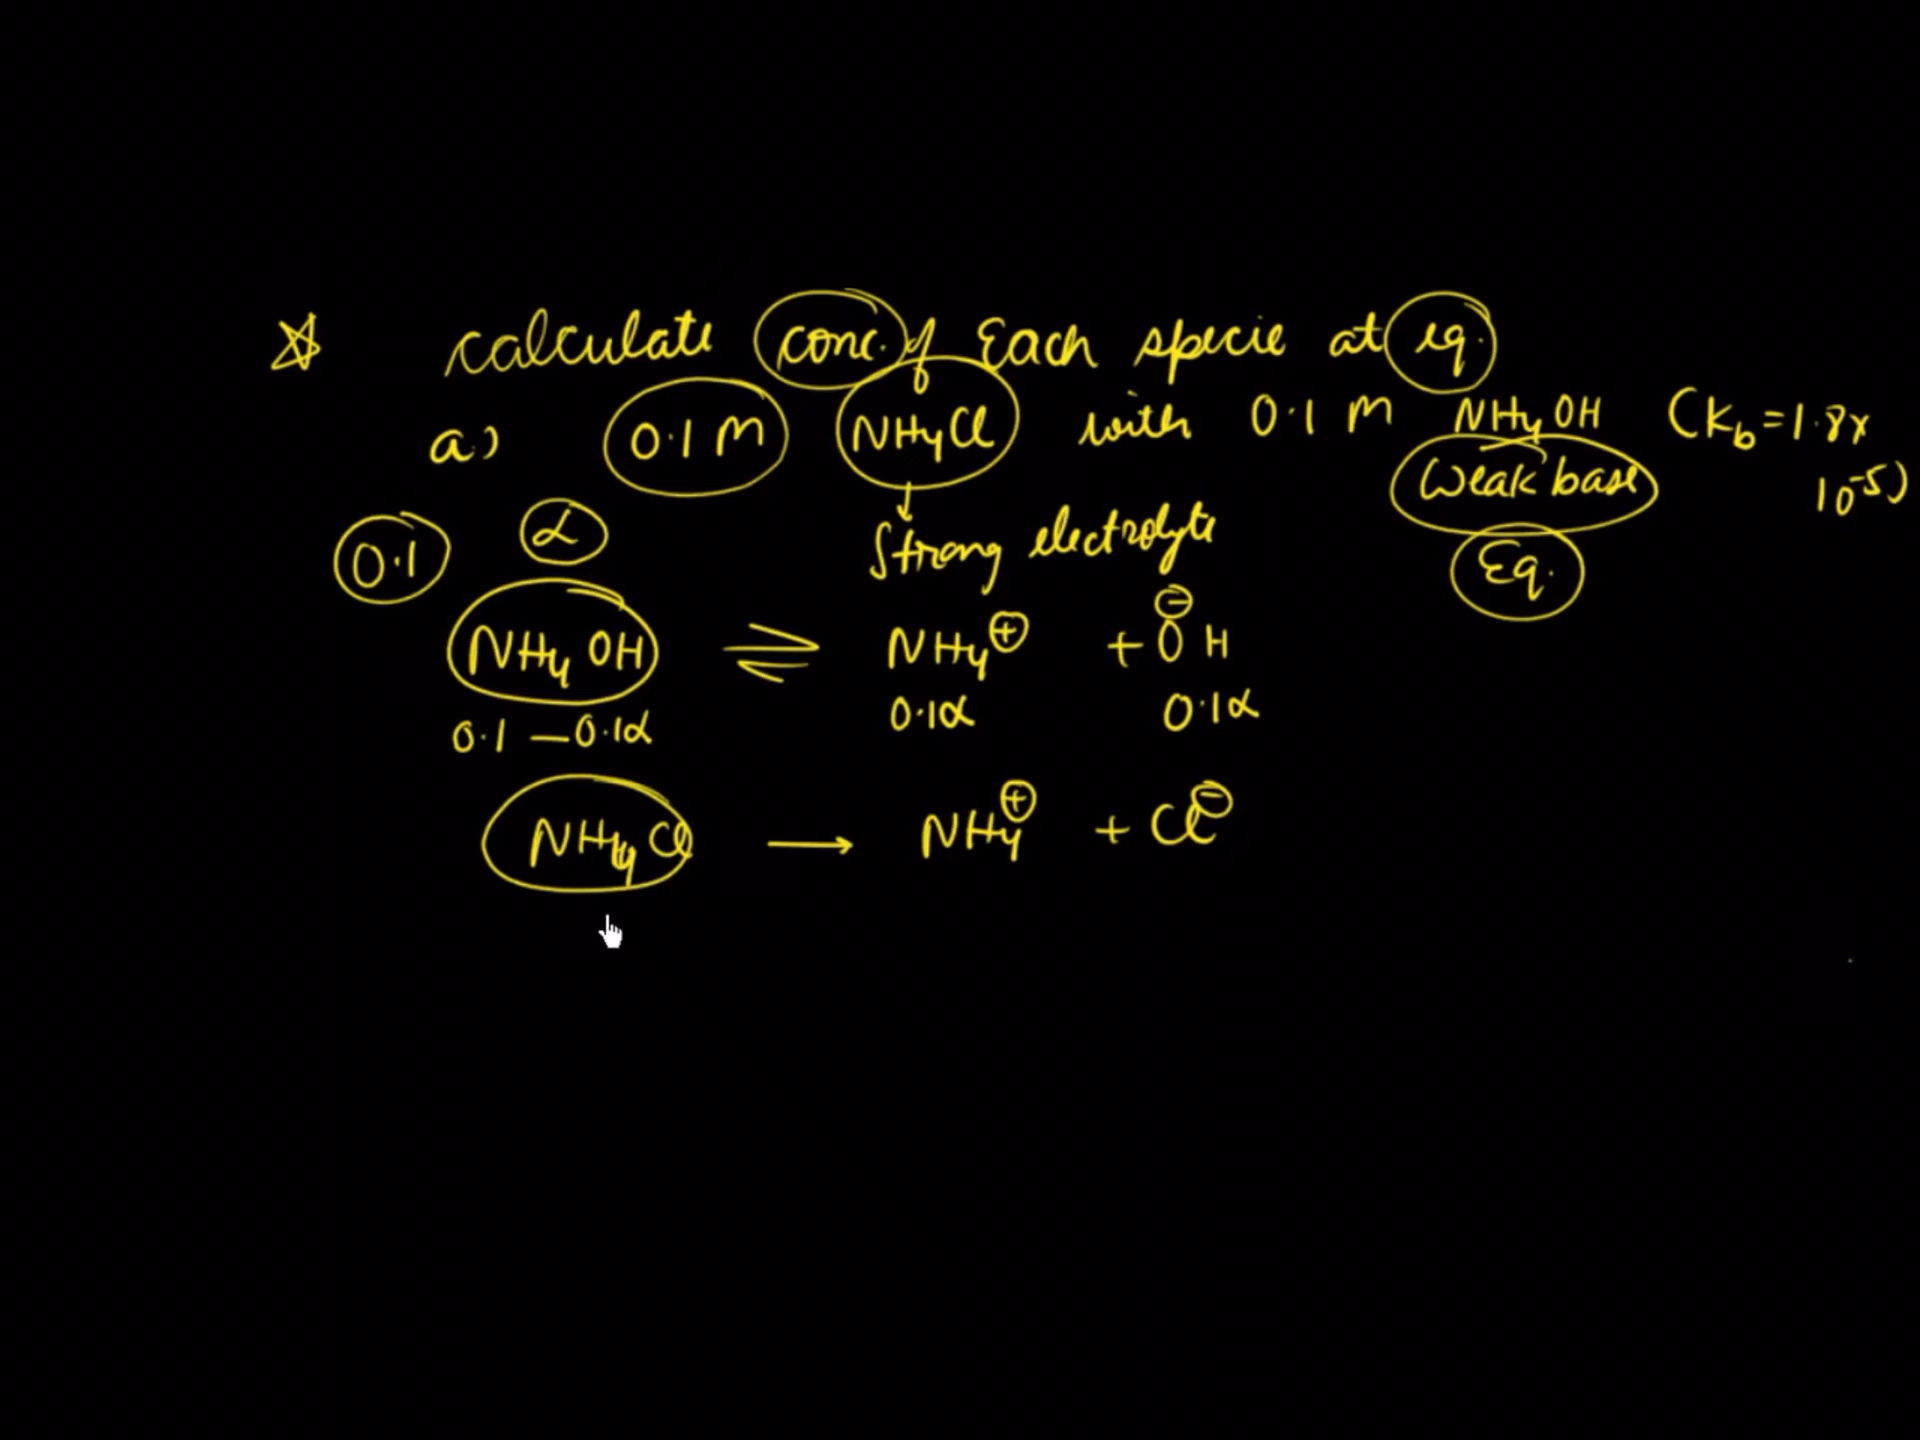 calculate conc. of Each specie at eq.
a.) 0.1 M NH4Cl with 0.1 M NH4OH (Kb = 1.8x
10^-5)
Weak base
0.1 α Strong electrolyte Eq.
NH4OH ⇌ NH4⊕ + ⊖OH
0.1 — 0.1α 0.1α 0.1α
NH4Cl ⟶ NH4⊕ + Cl⊖